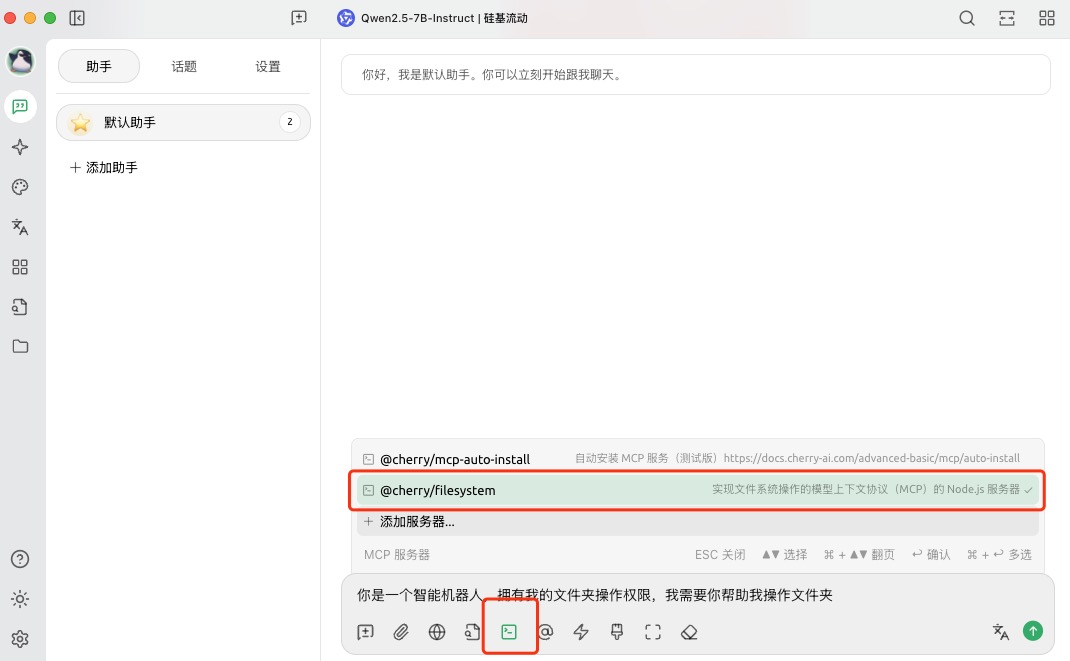 Qwen2.5-7B-Instruct | 硅基流动
助手 话题 设置
默认助手 2
添加助手
你好，我是默认助手。你可以立刻开始跟我聊天。
@cherry/mcp-auto-install 自动安装 MCP 服务（测试版）https://docs.cherry-ai.com/advanced-basic/mcp/auto-install
@cherry/filesystem 实现文件系统操作的模型上下文协议（MCP）的 Node.js 服务器 ✓
+ 添加服务器...
MCP 服务器 ESC 关闭 ▲▼ 选择 ⌘ + ▲▼ 翻页 ↩ 确认 ⌘ + ↩ 多选
你是一个智能机器人，拥有我的文件夹操作权限，我需要你帮助我操作文件夹